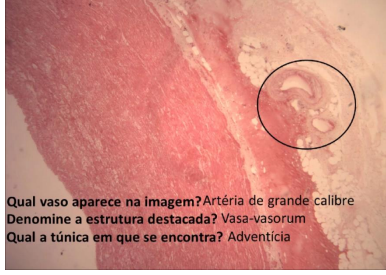 Qual vaso aparece na imagem? Artéria de grande calibre
Denomine a estrutura destacada? Vasa-vasorum
Qual a túnica em que se encontra? Adventícia